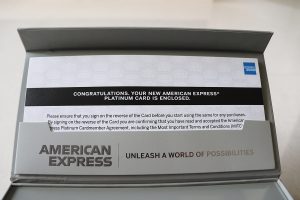 AMERICAN
EXPRESS
CONGRATULATIONS, YOUR NEW AMERICAN EXPRESS®
PLATINUM CARD IS ENCLOSED.
Please ensure that you sign on the reverse of the Card before you start using the same for any purchases.
By signing on the reverse of the Card you are confirming that you have read and accepted the American
Express Platinum Cardmember Agreement, including the Most Important Terms and Conditions (MITC)
AMERICAN
EXPRESS
UNLEASH A WORLD OF POSSIBILITIES